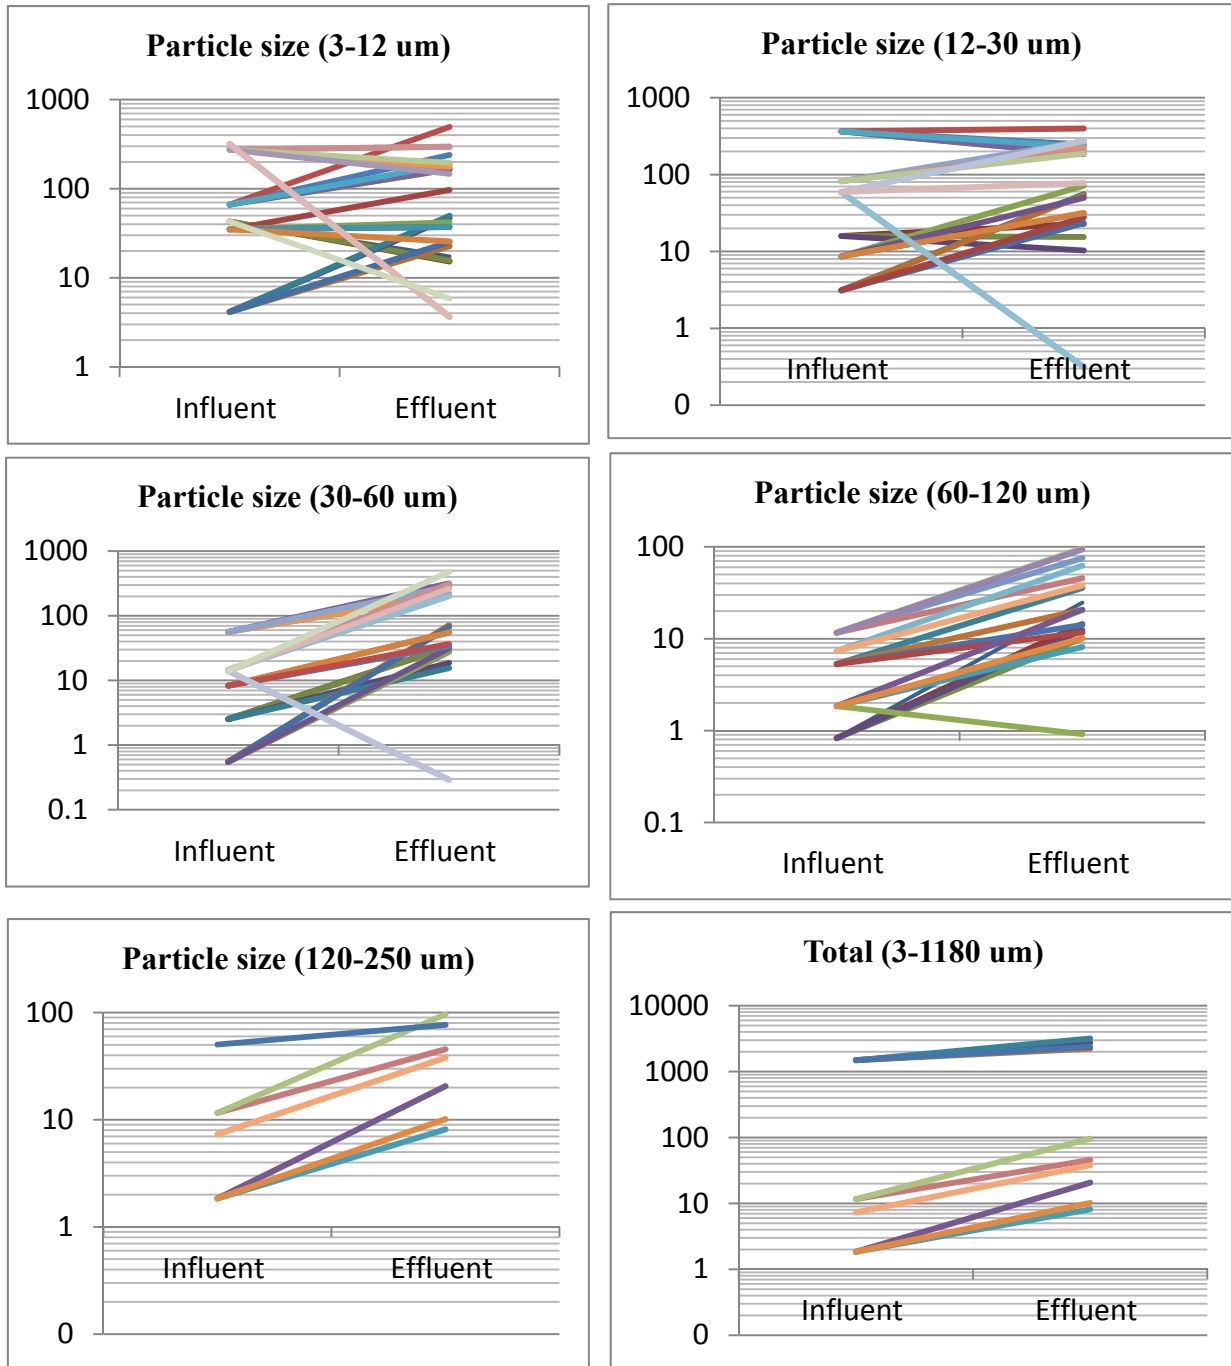 Particle size (3-12 um)
1000
100
10
1
Influent
Effluent
Particle size (12-30 um)
1000
100
10
1
0
Influent
Effluent
Particle size (30-60 um)
1000
100
10
1
0.1
Influent
Effluent
Particle size (60-120 um)
100
10
1
0.1
Influent
Effluent
Particle size (120-250 um)
100
10
1
0
Influent
Effluent
Total (3-1180 um)
10000
1000
100
10
1
0
Influent
Effluent